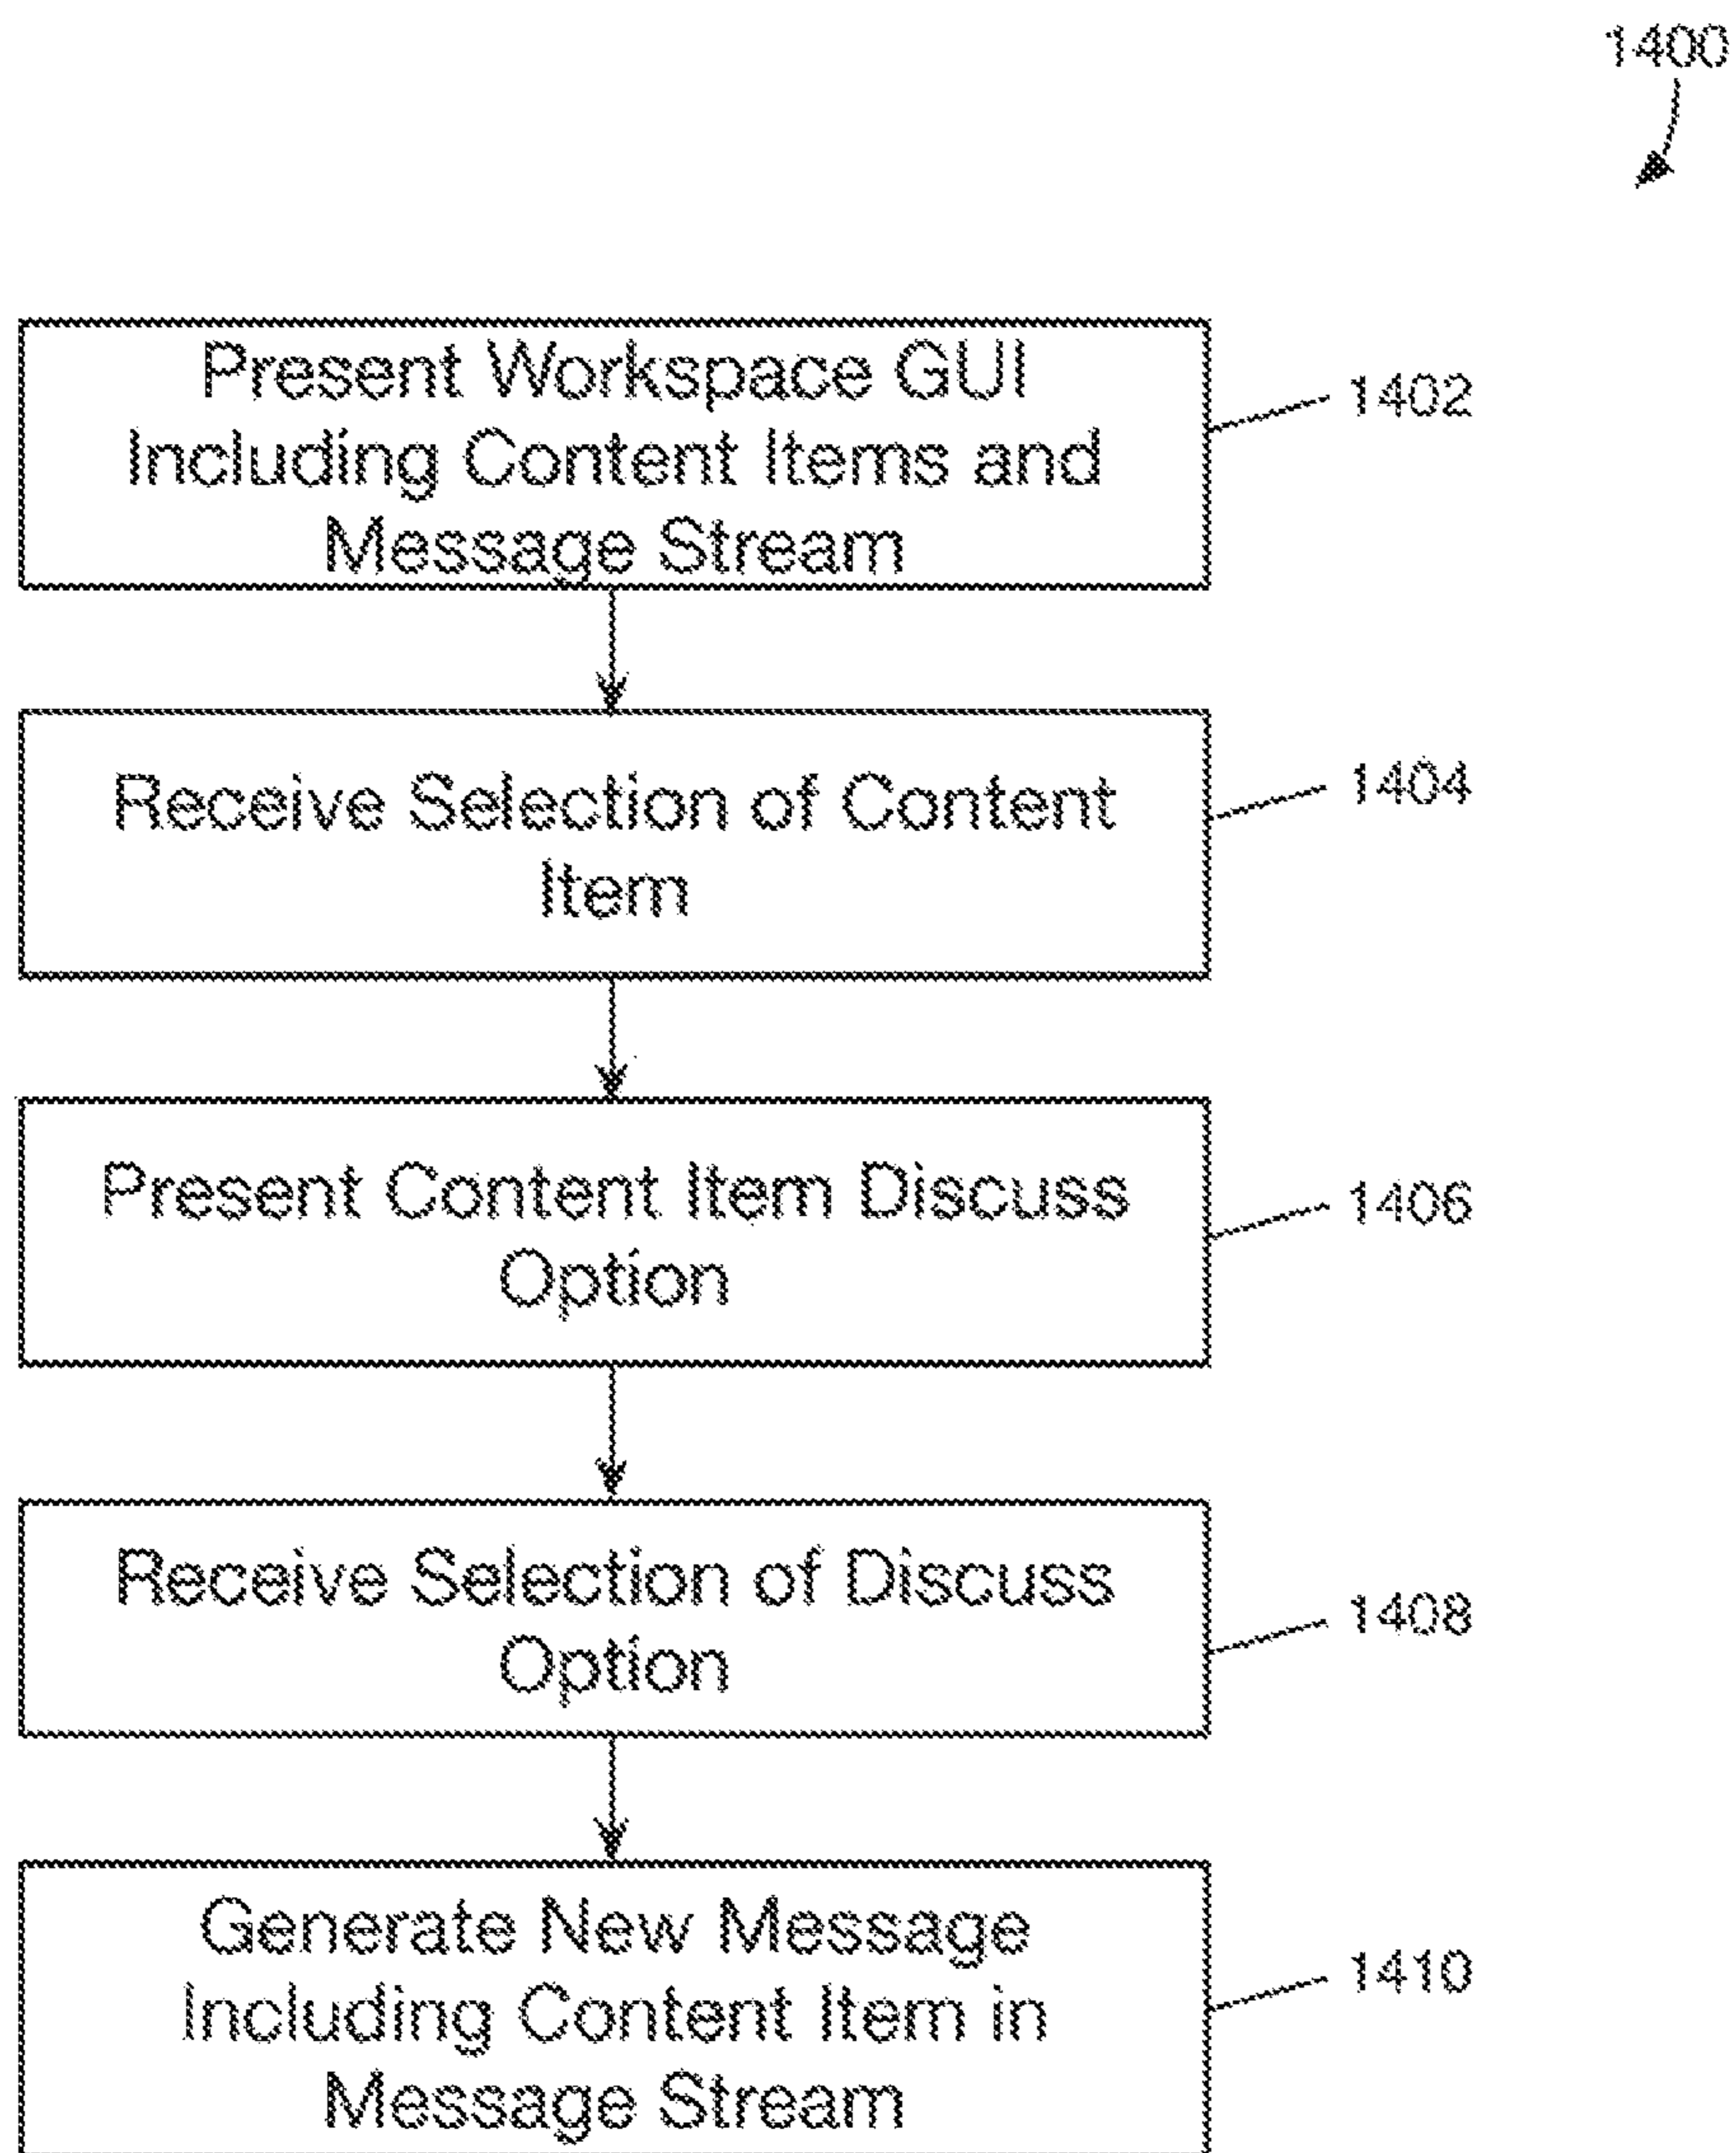 1400
Present Workspace GUI
Including Content Items and
Message Stream
1402
Receive Selection of Content
Item
1404
Present Content Item Discuss
Option
1406
Receive Selection of Discuss
Option
1408
Generate New Message
Including Content Item in
Message Stream
1410